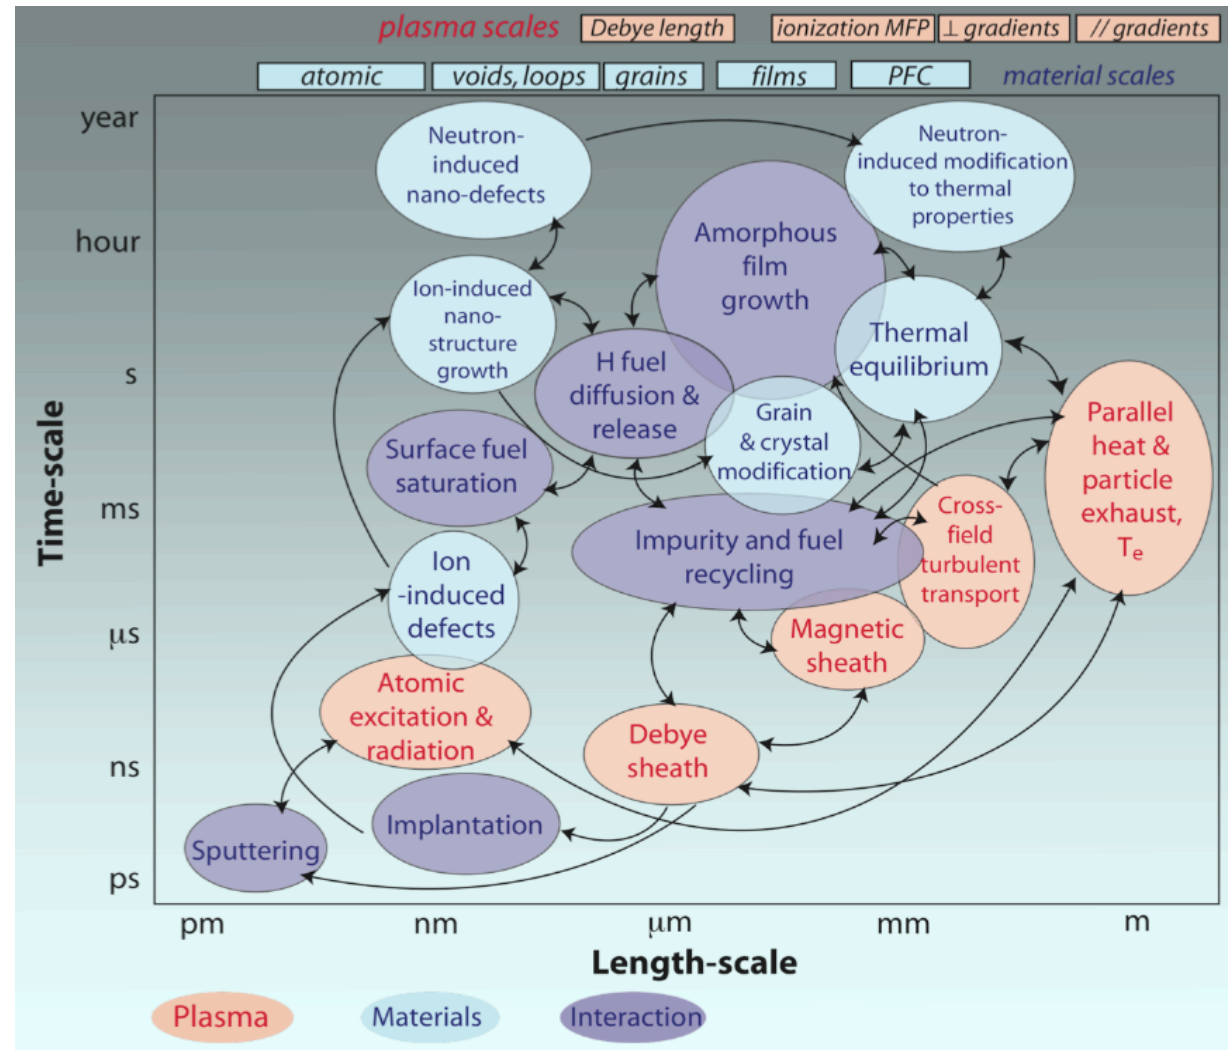 plasma scales
Debye length
ionization MFP
⊥ gradients
// gradients
atomic
voids, loops
grains
films
PFC
material scales
year
hour
s
ms
μs
ns
ps
Time-scale
Neutron-
induced
nano-defects
Neutron-
induced modification
to thermal
properties
Amorphous
film
growth
Ion-induced
nano-
structure
growth
Thermal
equilibrium
H fuel
diffusion &
release
Grain
& crystal
modification
Parallel
heat &
particle
exhaust,
Te
Surface fuel
saturation
Cross-
field
turbulent
transport
Impurity and fuel
recycling
Ion
-induced
defects
Magnetic
sheath
Atomic
excitation &
radiation
Debye
sheath
Implantation
Sputtering
pm
nm
μm
mm
m
Length-scale
Plasma
Materials
Interaction